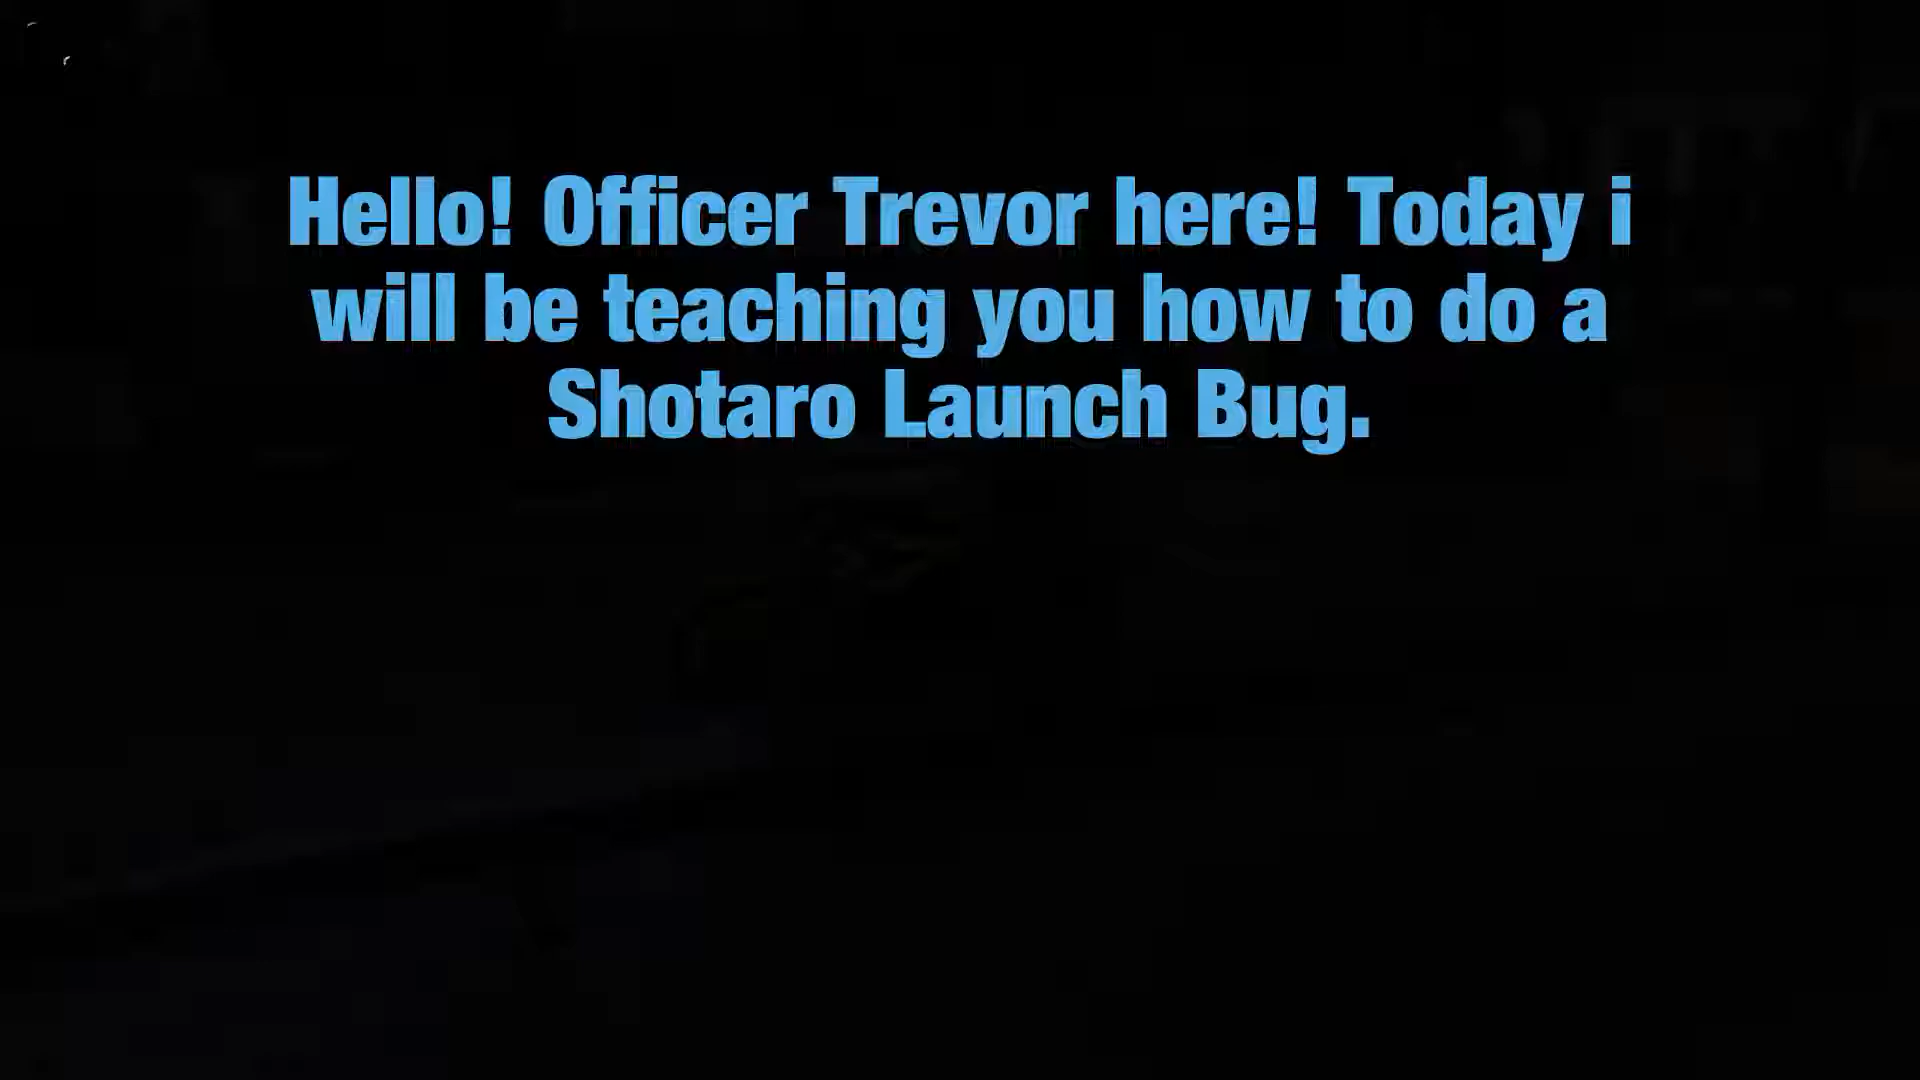 Hello! Officer Trevor here! Today i
will be teaching you how to do a
Shotaro Launch Bug.